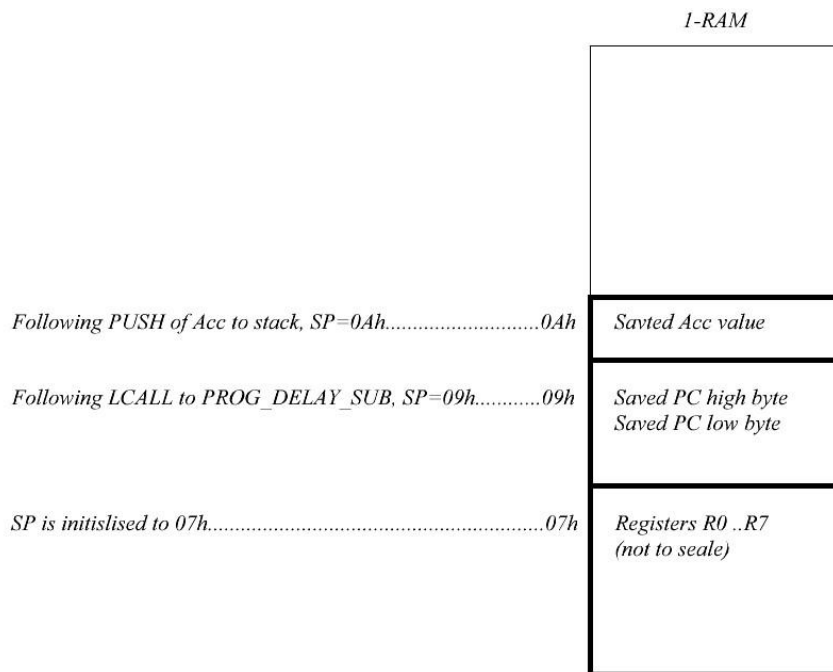 1-RAM
Following PUSH of Acc to stack, SP=0Ah............................0Ah
Savted Acc value
Following LCALL to PROG_DELAY_SUB, SP=09h............09h
Saved PC high byte
Saved PC low byte
SP is initislised to 07h..............................................................07h
Registers R0 ..R7
(not to seale)